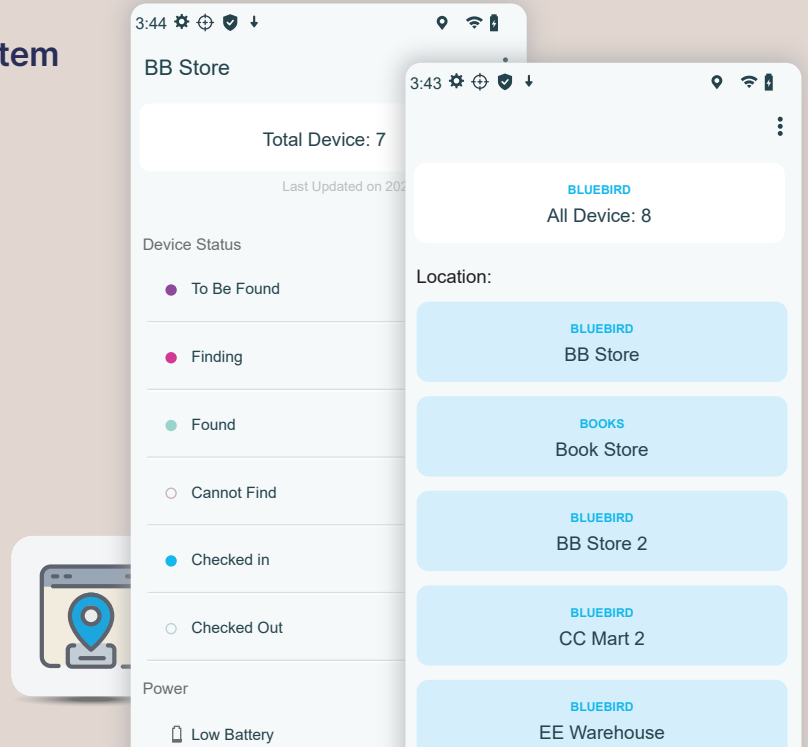 tem
3:44
BB Store
Total Device: 7
Last Updated on 202
Device Status
To Be Found
Finding
Found
Cannot Find
Checked in
Checked Out
Power
Low Battery
3:43
BLUEBIRD
All Device: 8
Location:
BLUEBIRD
BB Store
BOOKS
Book Store
BLUEBIRD
BB Store 2
BLUEBIRD
CC Mart 2
BLUEBIRD
EE Warehouse